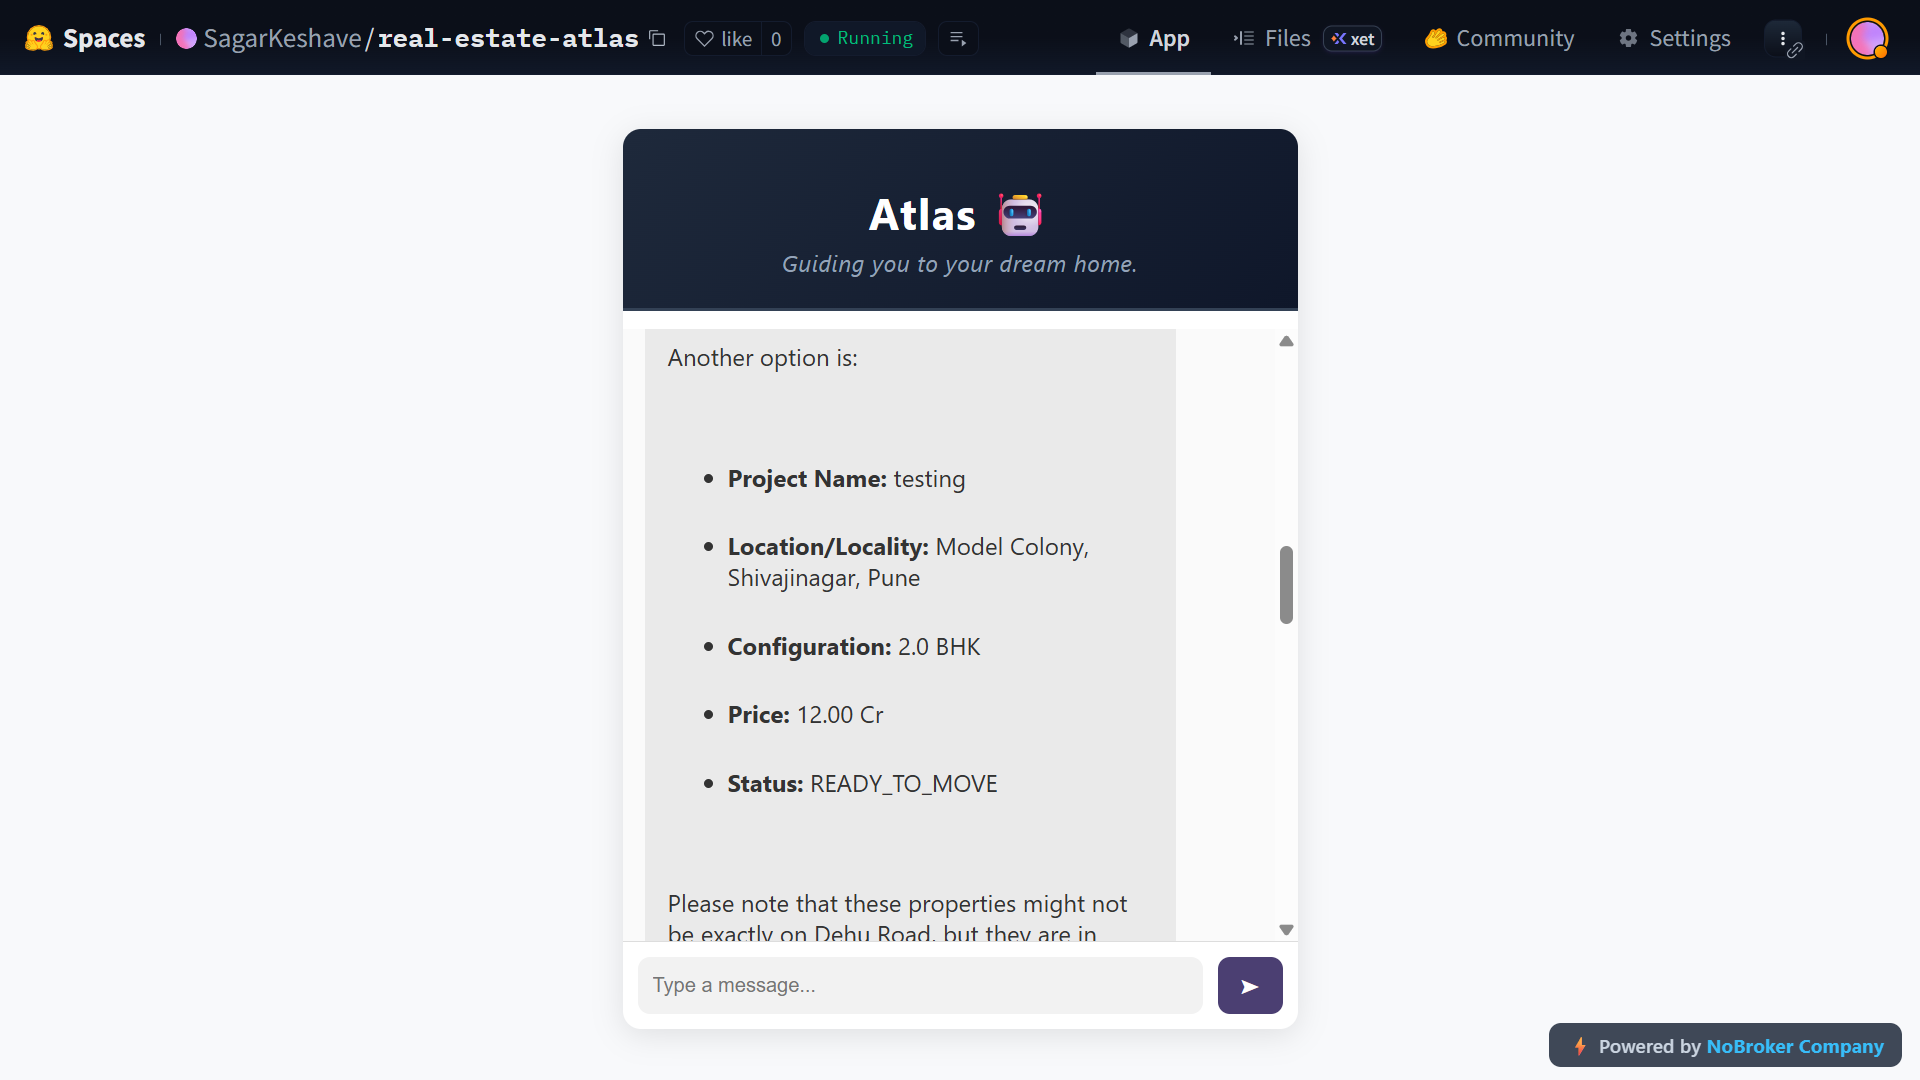 Spaces
SagarKeshave/real-estate-atlas
like 0
Running
App
Files
xet
Community
Settings
Atlas
Guiding you to your dream home.
Another option is:
Project Name: testing
Location/Locality: Model Colony,
Shivajinagar, Pune
Configuration: 2.0 BHK
Price: 12.00 Cr
Status: READY_TO_MOVE
Please note that these properties might not
be exactly on Dehu Road, but they are in
Type a message...
Powered by NoBroker Company